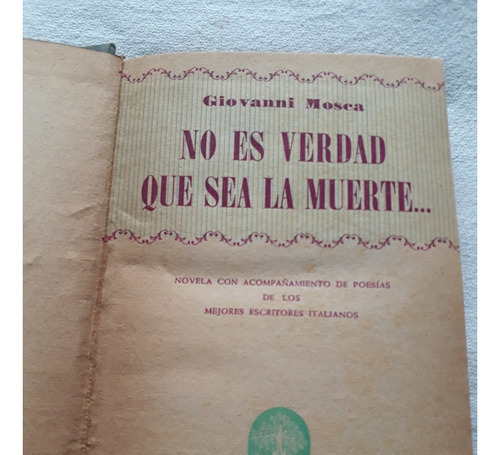 Giovanni Mosca
NO ES VERDAD
QUE SEA LA MUERTE...
NOVELA CON ACOMPAÑAMIENTO DE POESÍAS
DE LOS
MEJORES ESCRITORES ITALIANOS